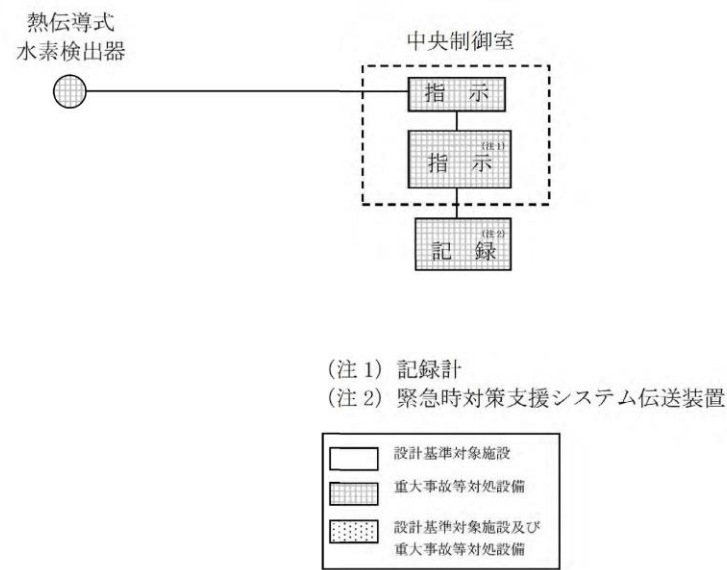 熱伝導式
水素検出器
中央制御室
指 示
指 示(注1)
記 録(注2)
(注1) 記録計
(注2) 緊急時対策支援システム伝送装置
設計基準対象施設
重大事故等対処設備
設計基準対象施設及び
重大事故等対処設備